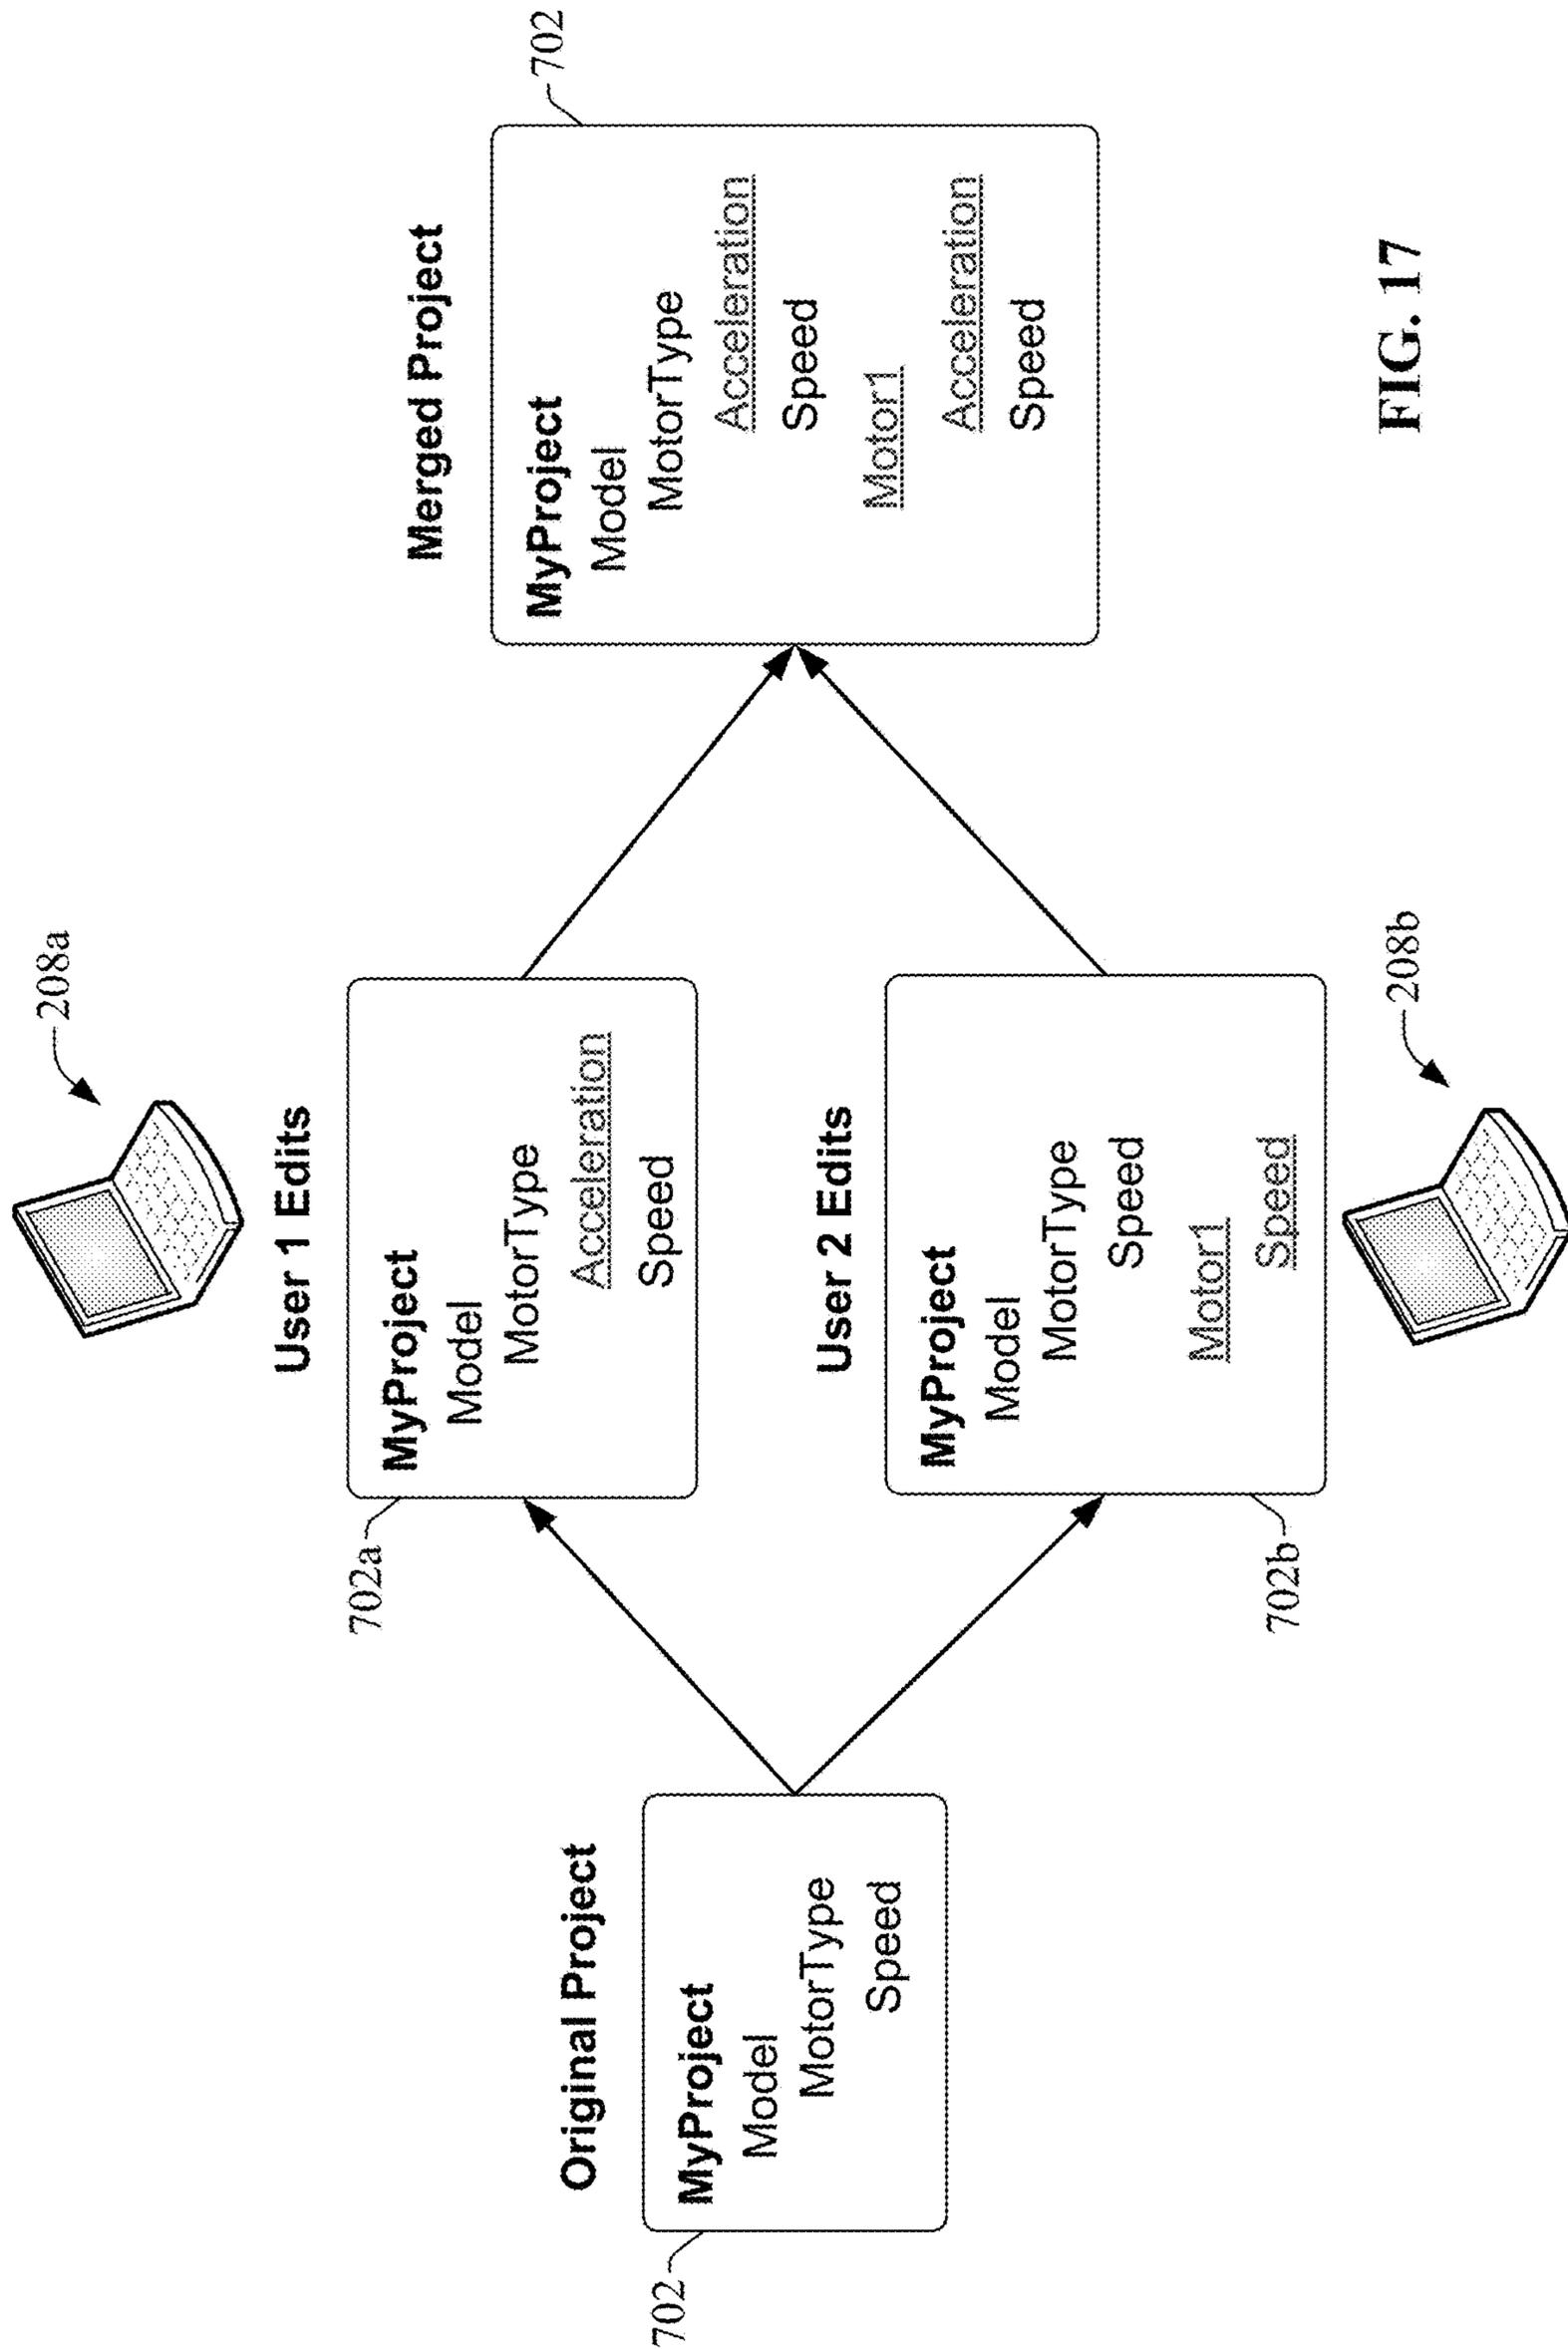 Original Project
702
MyProject
Model
MotorType
Speed
208a
User 1 Edits
702a
MyProject
Model
MotorType
Acceleration
Speed
User 2 Edits
702b
MyProject
Model
MotorType
Speed
Motor1
Speed
208b
Merged Project
702
MyProject
Model
MotorType
Acceleration
Speed
Motor1
Acceleration
Speed
FIG. 17